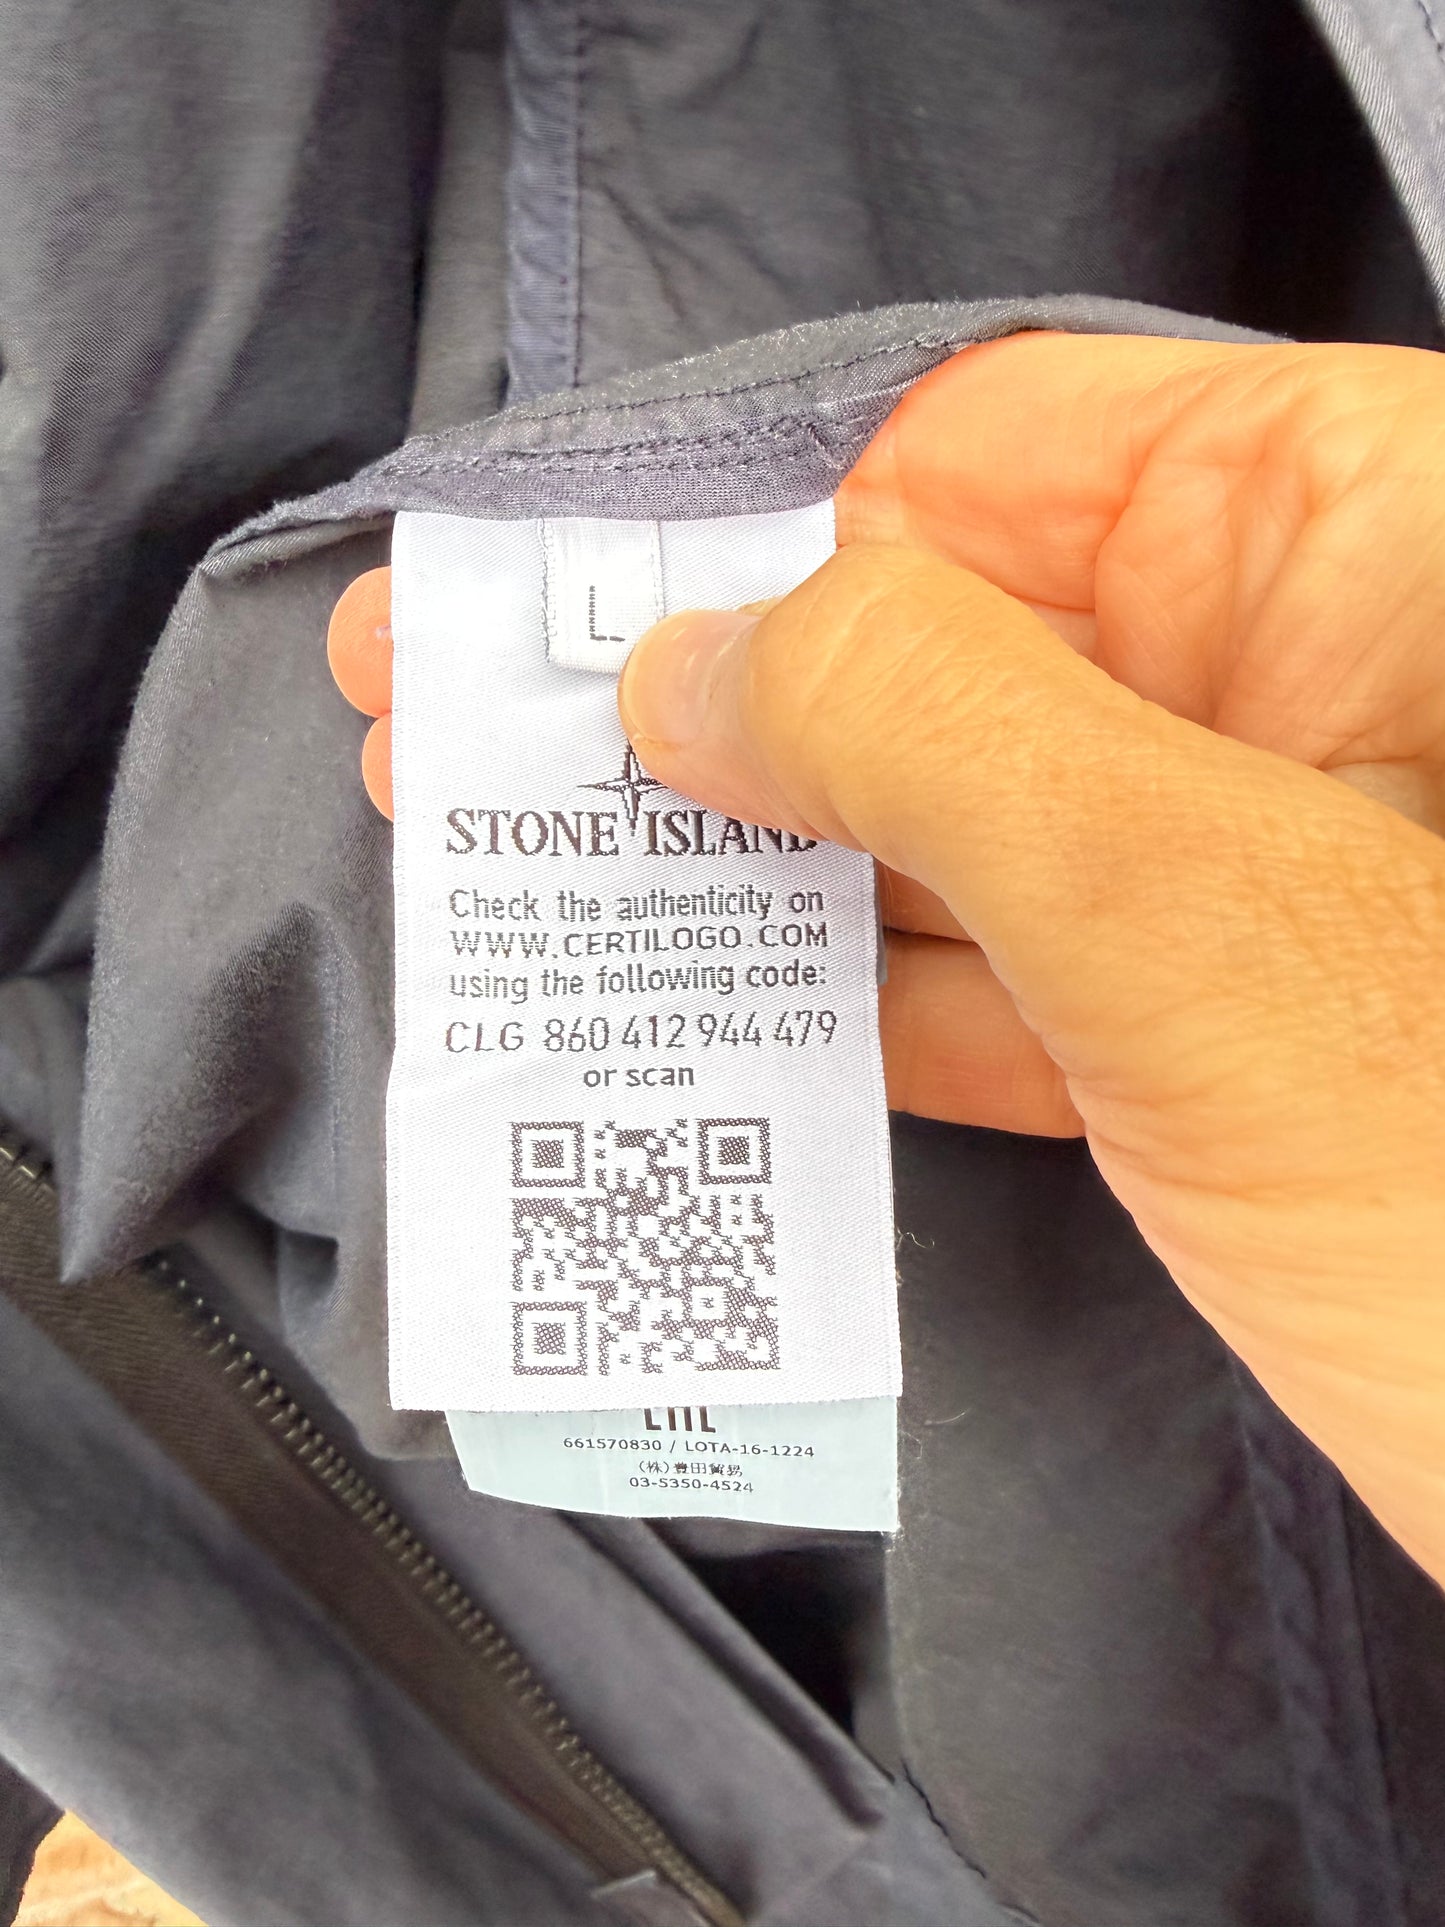 L
STONE ISLAND
Check the authenticity on
WWW.CERTILOGO.COM
using the following code:
CLG 860 412 944 479
or scan
661570830 / LOTA-16-1224
(株)豊田貿易
03-5350-4524